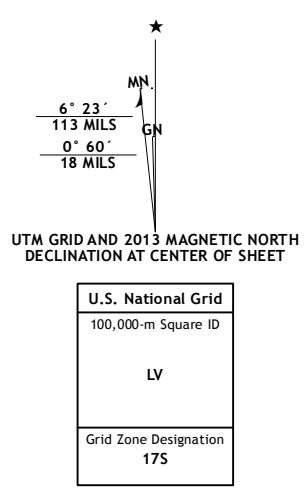 ★
MN.
6° 23´
113 MILS
GN
0° 60´
18 MILS
UTM GRID AND 2013 MAGNETIC NORTH
DECLINATION AT CENTER OF SHEET
U.S. National Grid
100,000-m Square ID
LV
Grid Zone Designation
17S